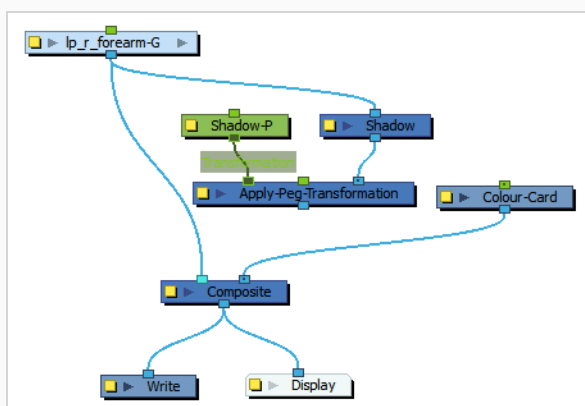 lp_r_forearm-G
Shadow-P
Shadow
Transformation
Apply-Peg-Transformation
Colour-Card
Composite
Write
Display